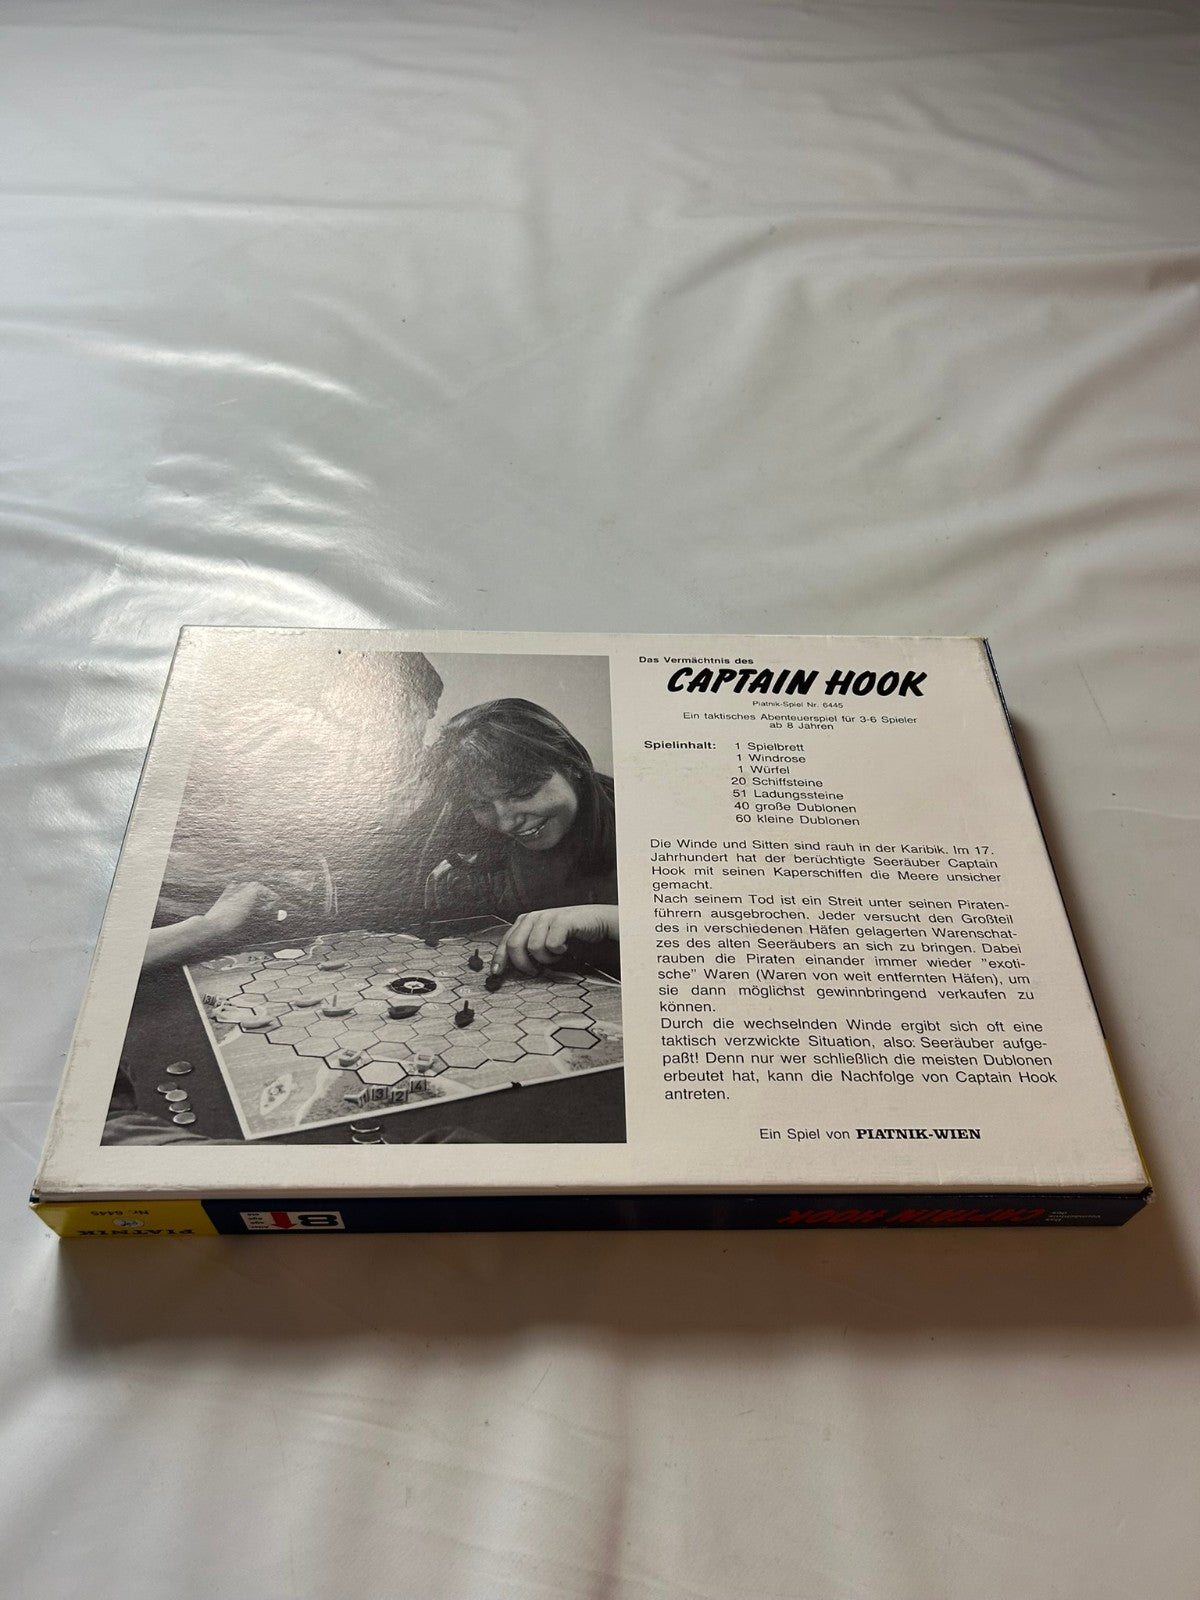 Das Vermächtnis des
CAPTAIN HOOK
Piatnik-Spiel Nr. 6445
Ein taktisches Abenteuerspiel für 3-6 Spieler
ab 8 Jahren
Spielinhalt: 1 Spielbrett
1 Windrose
1 Würfel
20 Schiffsteine
51 Ladungssteine
40 große Dublonen
60 kleine Dublonen
Die Winde und Sitten sind rauh in der Karibik. Im 17.
Jahrhundert hat der berüchtigte Seeräuber Captain
Hook mit seinen Kaperschiffen die Meere unsicher
gemacht.
Nach seinem Tod ist ein Streit unter seinen Piraten-
führern ausgebrochen. Jeder versucht den Großteil
des in verschiedenen Häfen gelagerten Warenschat-
zes des alten Seeräubers an sich zu bringen. Dabei
rauben die Piraten einander immer wieder "exoti-
sche" Waren (Waren von weit entfernten Häfen), um
sie dann möglichst gewinnbringend verkaufen zu
können.
Durch die wechselnden Winde ergibt sich oft eine
taktisch verzwickte Situation, also: Seeräuber aufge-
paßt! Denn nur wer schließlich die meisten Dublonen
erbeutet hat, kann die Nachfolge von Captain Hook
antreten.
Ein Spiel von PIATNIK-WIEN
3
3 2 4
Das
Vermächtnis
des
CAPTAIN HOOK
8
PIATNIK
Nr. 6445